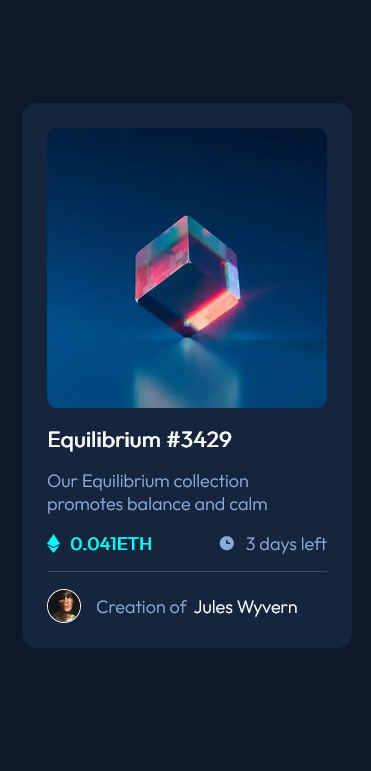 Equilibrium #3429
Our Equilibrium collection
promotes balance and calm
0.041ETH 3 days left
Creation of Jules Wyvern